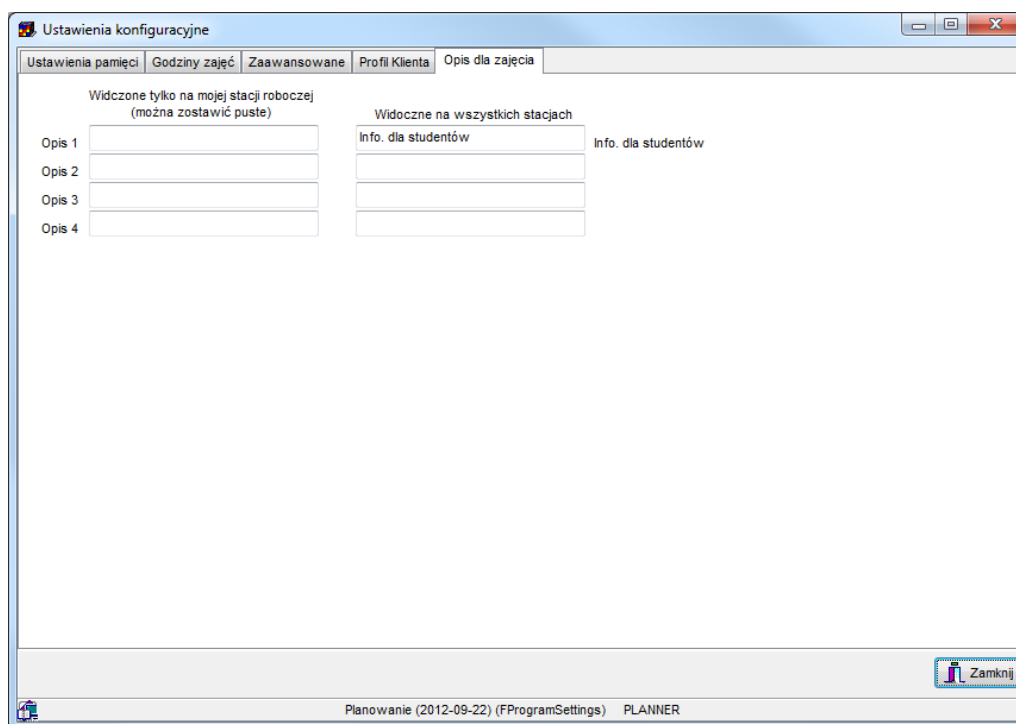 Ustawienia konfiguracyjne
Ustawienia pamięci Godziny zajęć Zaawansowane Profil Klienta Opis dla zajęcia
Widczone tylko na mojej stacji roboczej
(można zostawić puste)
Widoczne na wszystkich stacjach
Opis 1 Info. dla studentów Info. dla studentów
Opis 2
Opis 3
Opis 4
Zamknij
Planowanie (2012-09-22) (FProgramSettings) PLANNER